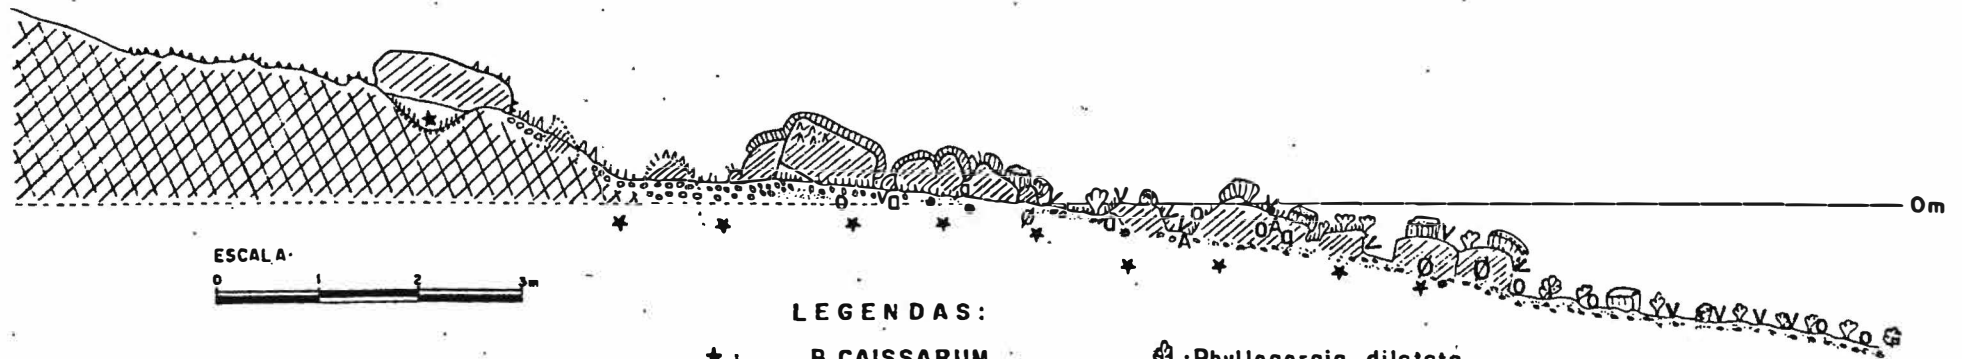 0m
ESCALA·
0 1 2 3m
LEGENDAS:
★: B. CAISSARUM
:Phyllogorgia dilatata